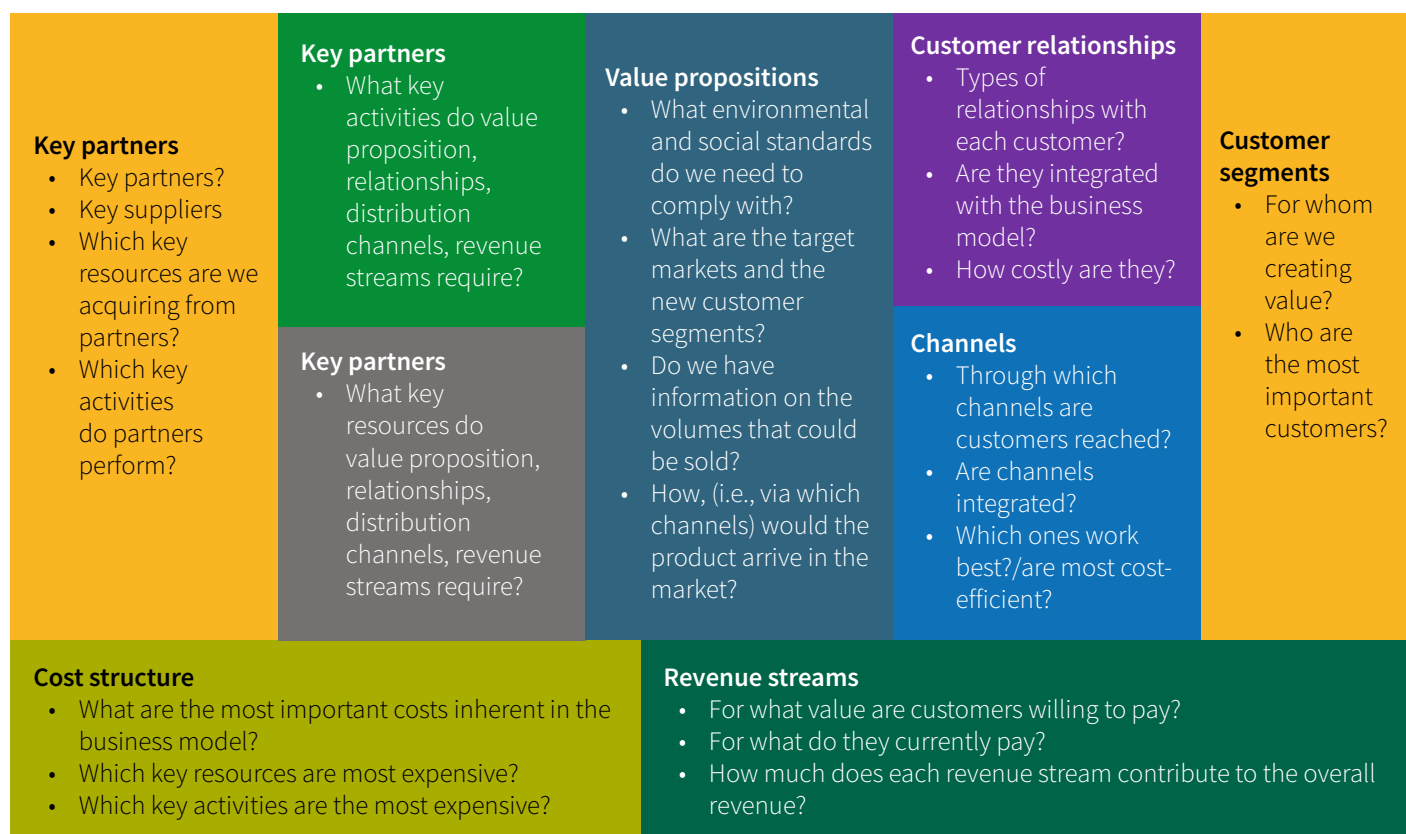 Key partners
• Key partners?
• Key suppliers
• Which key
resources are we
acquiring from
partners?
• Which key
activities
do partners
perform?
Key partners
• What key
activities do value
proposition,
relationships,
distribution
channels, revenue
streams require?
Key partners
• What key
resources do
value proposition,
relationships,
distribution
channels, revenue
streams require?
Value propositions
• What environmental
and social standards
do we need to
comply with?
• What are the target
markets and the
new customer
segments?
• Do we have
information on the
volumes that could
be sold?
• How, (i.e., via which
channels) would the
product arrive in the
market?
Customer relationships
• Types of
relationships with
each customer?
• Are they integrated
with the business
model?
• How costly are they?
Channels
• Through which
channels are
customers reached?
• Are channels
integrated?
• Which ones work
best?/are most cost-
efficient?
Customer
segments
• For whom
are we
creating
value?
• Who are
the most
important
customers?
Cost structure
• What are the most important costs inherent in the
business model?
• Which key resources are most expensive?
• Which key activities are the most expensive?
Revenue streams
• For what value are customers willing to pay?
• For what do they currently pay?
• How much does each revenue stream contribute to the overall
revenue?